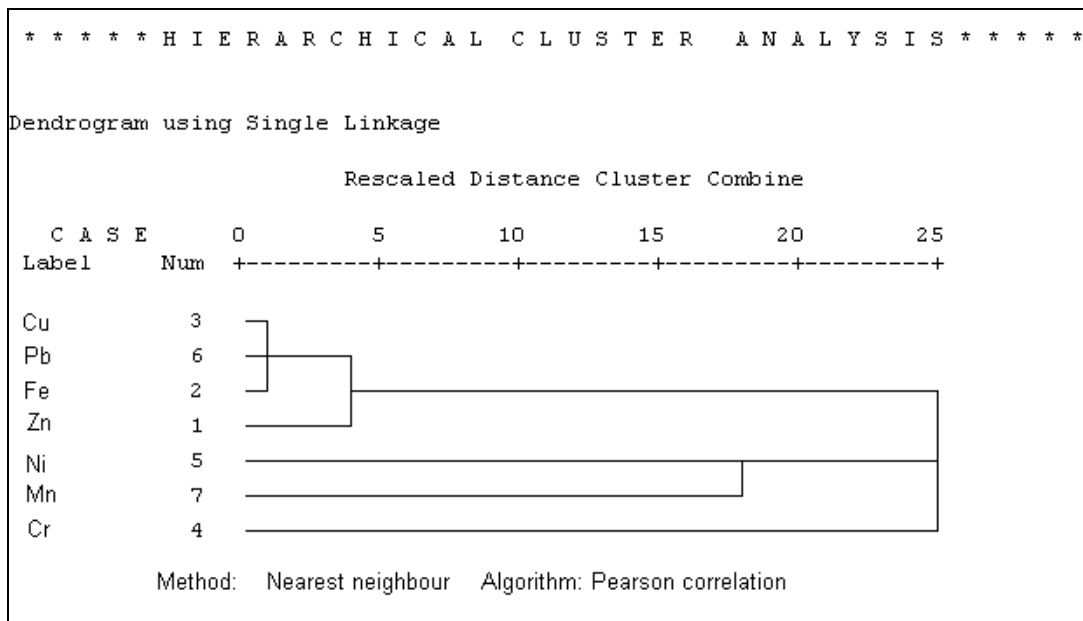 * * * * * H I E R A R C H I C A L   C L U S T E R   A N A L Y S I S * * * * *
Dendrogram using Single Linkage
Rescaled Distance Cluster Combine
C A S E 0 5 10 15 20 25
Label Num +---------+---------+---------+---------+---------+
Cu 3
Pb 6
Fe 2
Zn 1
Ni 5
Mn 7
Cr 4
Method: Nearest neighbour Algorithm: Pearson correlation